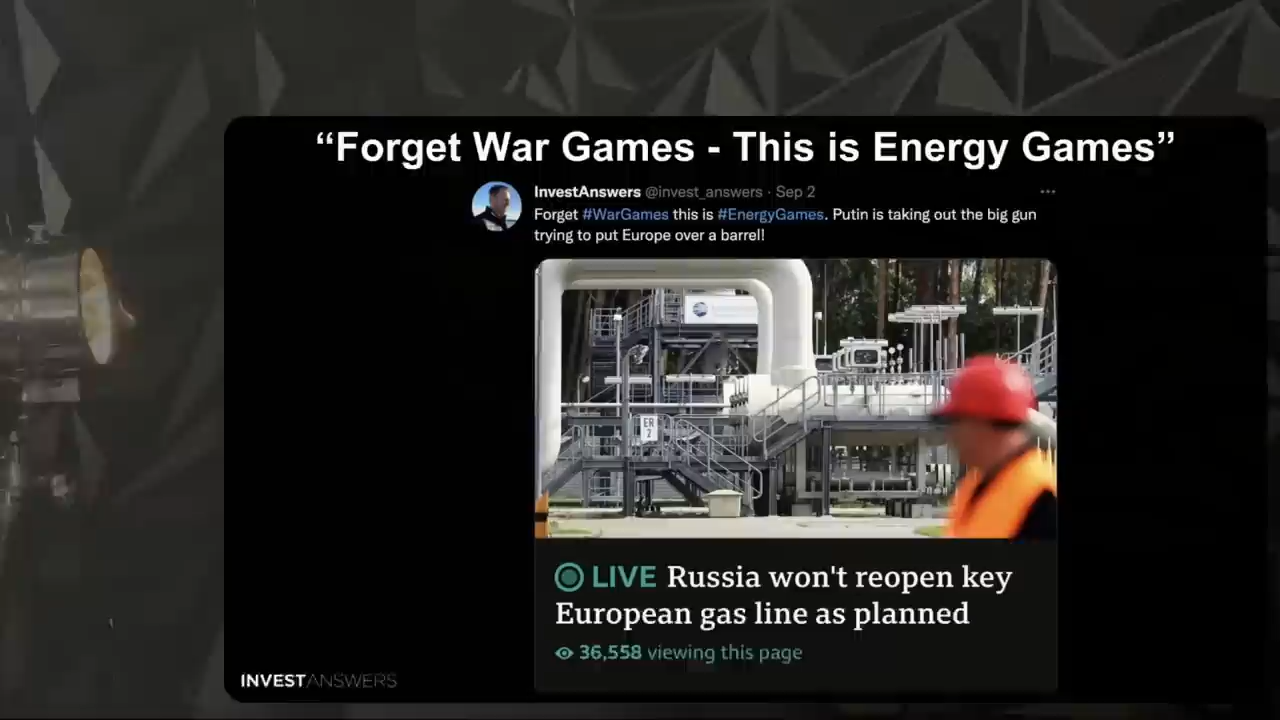 “Forget War Games - This is Energy Games”
InvestAnswers @invest_answers · Sep 2 ...
Forget #WarGames this is #EnergyGames. Putin is taking out the big gun
trying to put Europe over a barrel!
ER
2
LIVE Russia won't reopen key
European gas line as planned
36,558 viewing this page
INVESTANSWERS